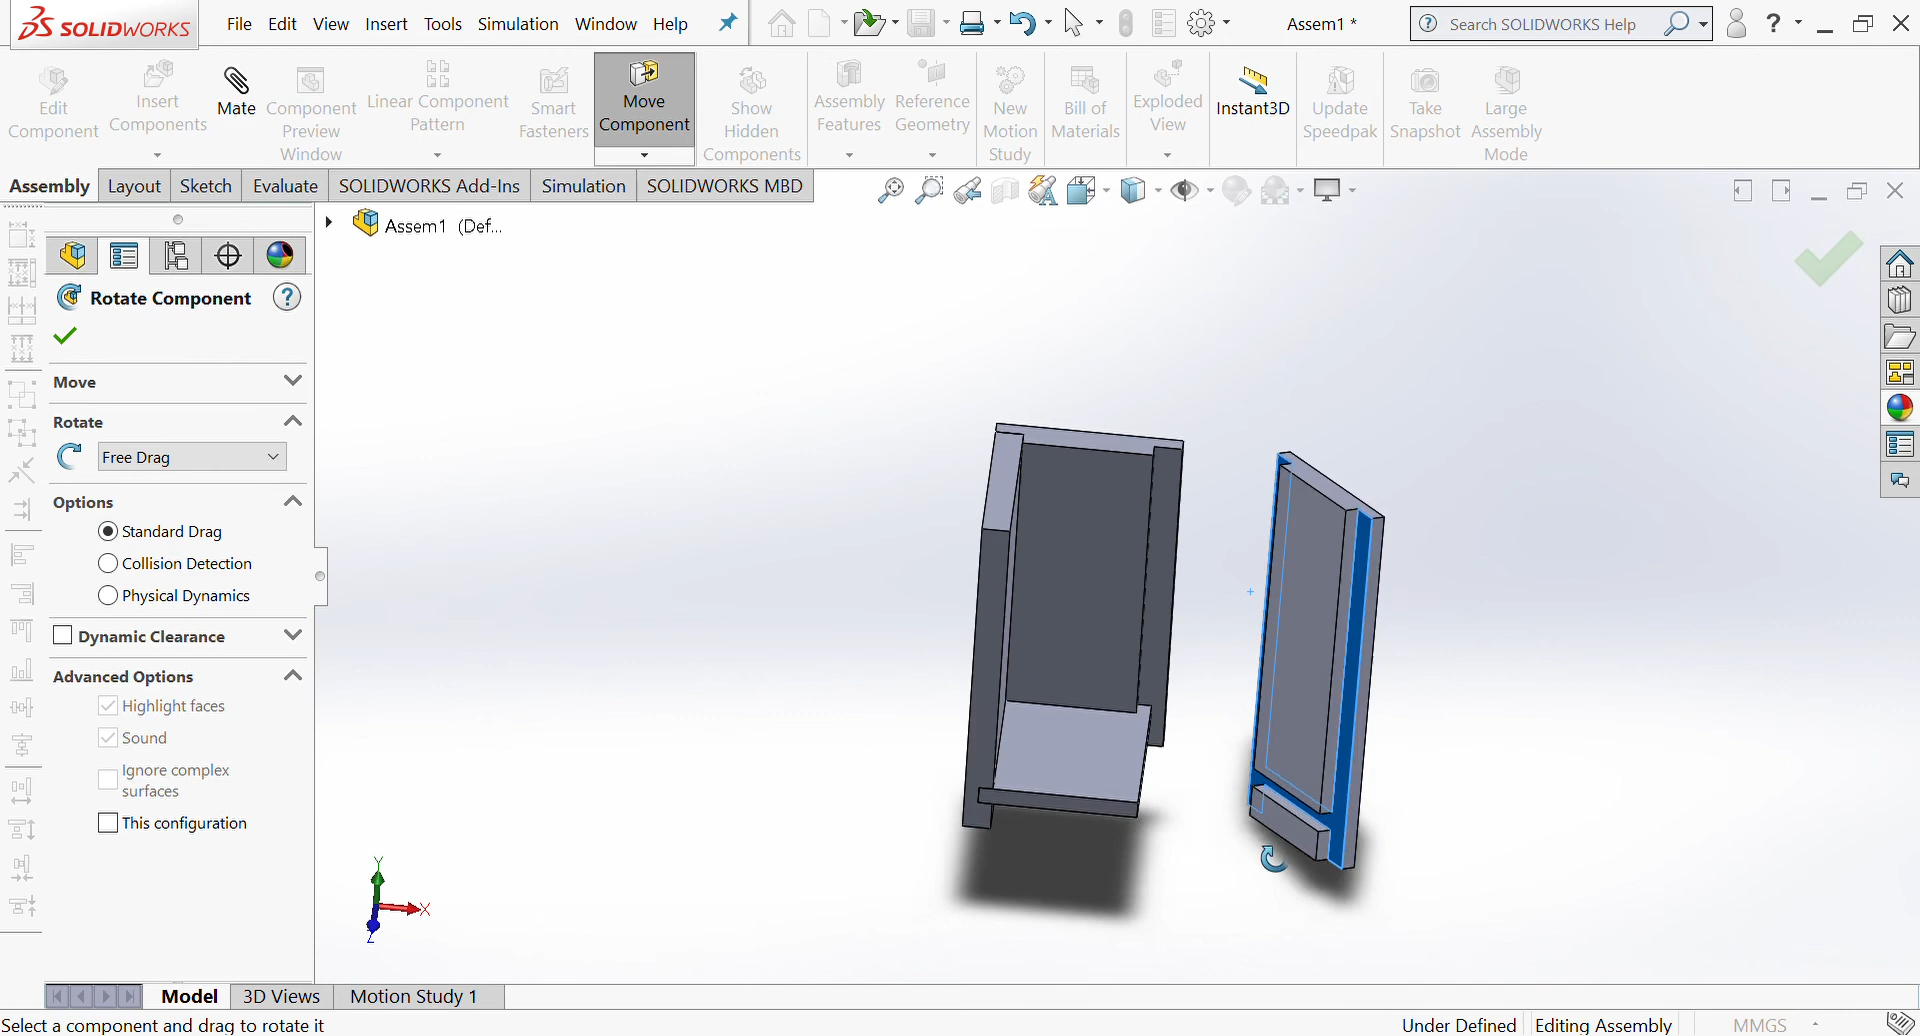 SOLIDWORKS File Edit View Insert Tools Simulation Window Help Assem1 * Search SOLIDWORKS Help ?
Edit Component
Insert Components
Mate
Component Preview Window
Linear Component Pattern
Smart Fasteners
Move Component
Show Hidden Components
Assembly Features
Reference Geometry
New Motion Study
Bill of Materials
Exploded View
Instant3D
Update Speedpak
Take Snapshot
Large Assembly Mode
Assembly Layout Sketch Evaluate SOLIDWORKS Add-Ins Simulation SOLIDWORKS MBD
Assem1 (Def...
Rotate Component ?
Move
Rotate
Free Drag
Options
Standard Drag
Collision Detection
Physical Dynamics
Dynamic Clearance
Advanced Options
Highlight faces
Sound
Ignore complex
surfaces
This configuration
Y
X
Z
Model 3D Views Motion Study 1
Select a component and drag to rotate it Under Defined Editing Assembly MMGS